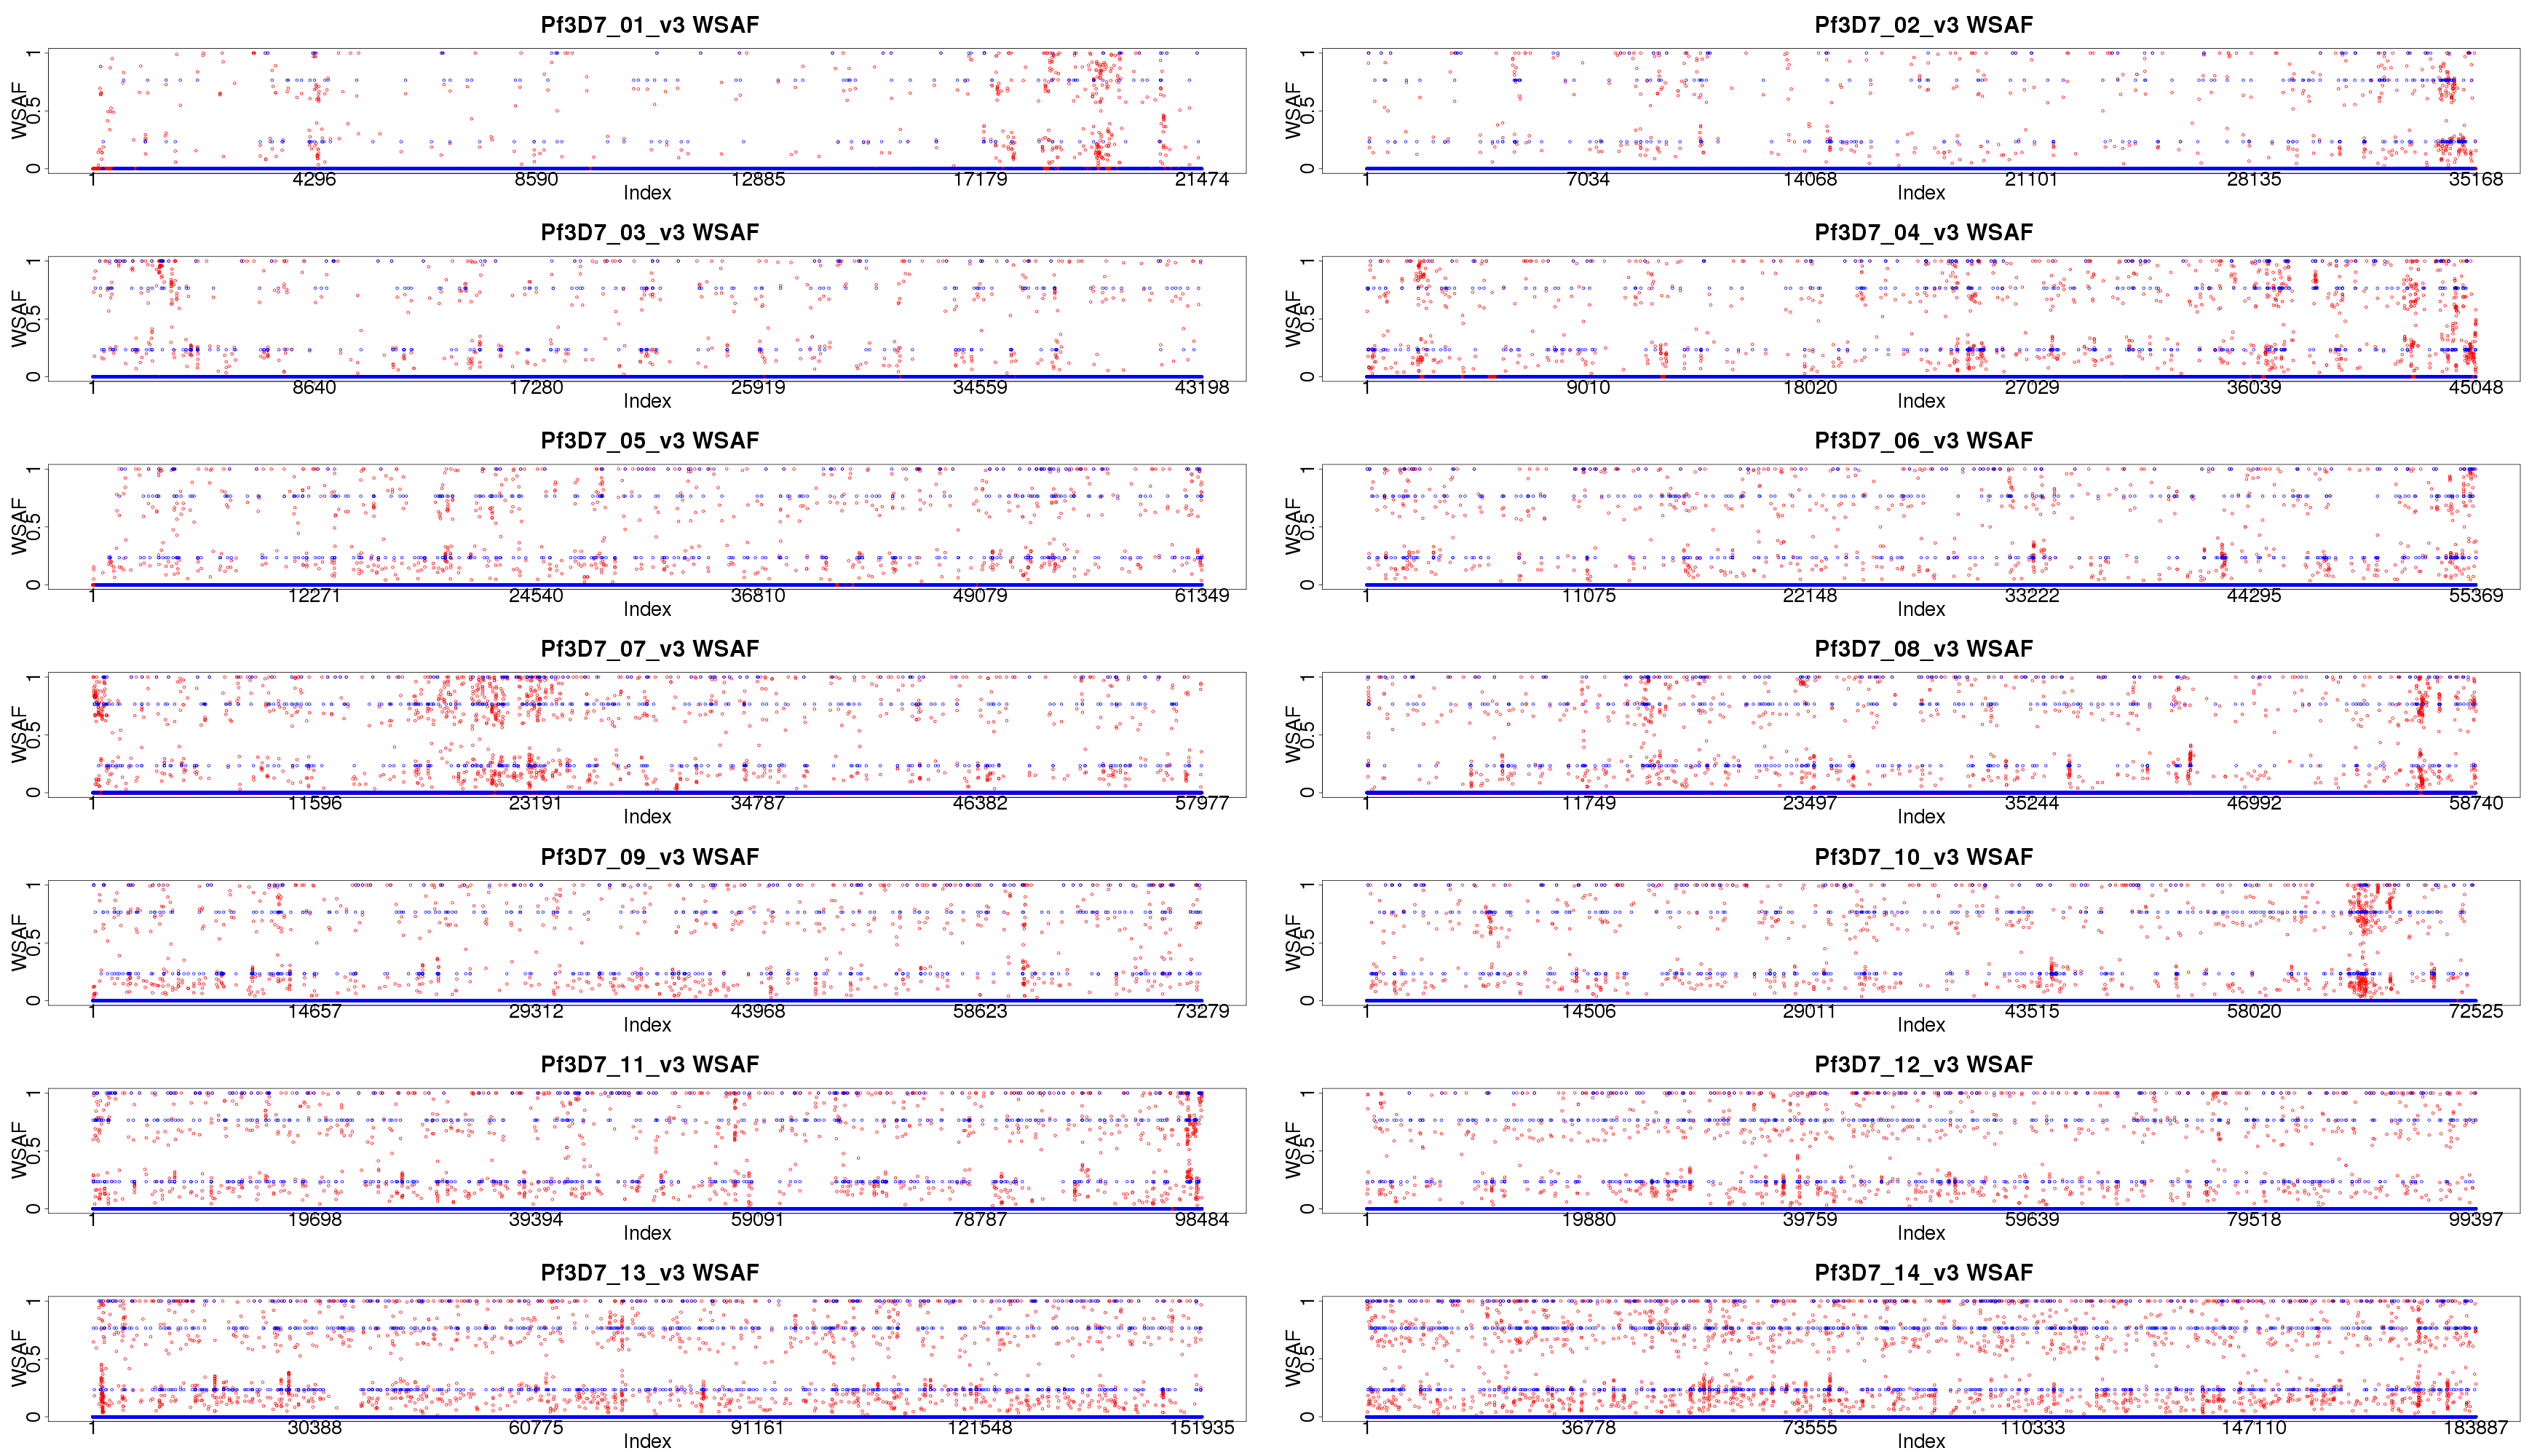 Pf3D7_01_v3 WSAF
WSAF
0 0.5 1
1 4296 8590 12885 17179 21474
Index
Pf3D7_02_v3 WSAF
WSAF
0 0.5 1
1 7034 14068 21101 28135 35168
Index
Pf3D7_03_v3 WSAF
WSAF
0 0.5 1
1 8640 17280 25919 34559 43198
Index
Pf3D7_04_v3 WSAF
WSAF
0 0.5 1
1 9010 18020 27029 36039 45048
Index
Pf3D7_05_v3 WSAF
WSAF
0 0.5 1
1 12271 24540 36810 49079 61349
Index
Pf3D7_06_v3 WSAF
WSAF
0 0.5 1
1 11075 22148 33222 44295 55369
Index
Pf3D7_07_v3 WSAF
WSAF
0 0.5 1
1 11596 23191 34787 46382 57977
Index
Pf3D7_08_v3 WSAF
WSAF
0 0.5 1
1 11749 23497 35244 46992 58740
Index
Pf3D7_09_v3 WSAF
WSAF
0 0.5 1
1 14657 29312 43968 58623 73279
Index
Pf3D7_10_v3 WSAF
WSAF
0 0.5 1
1 14506 29011 43515 58020 72525
Index
Pf3D7_11_v3 WSAF
WSAF
0 0.5 1
1 19698 39394 59091 78787 98484
Index
Pf3D7_12_v3 WSAF
WSAF
0 0.5 1
1 19880 39759 59639 79518 99397
Index
Pf3D7_13_v3 WSAF
WSAF
0 0.5 1
1 30388 60775 91161 121548 151935
Index
Pf3D7_14_v3 WSAF
WSAF
0 0.5 1
1 36778 73555 110333 147110 183887
Index